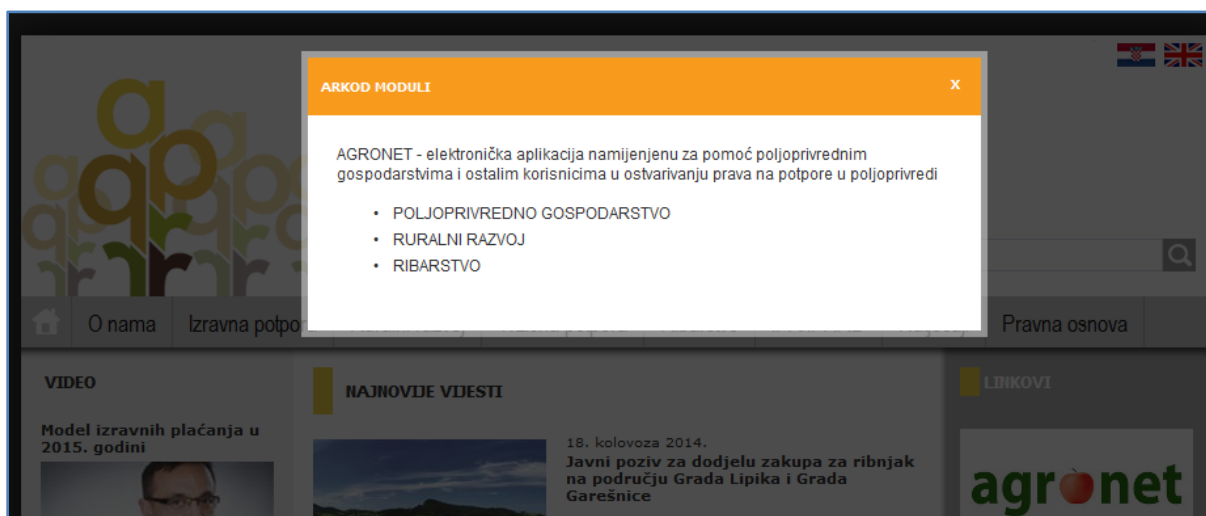 ARKOD MODULI
X
AGRONET - elektronička aplikacija namijenjenu za pomoć poljoprivrednim
gospodarstvima i ostalim korisnicima u ostvarivanju prava na potpore u poljoprivredi
• POLJOPRIVREDNO GOSPODARSTVO
• RURALNI RAZVOJ
• RIBARSTVO
O nama
Izravna potpora
Pravna osnova
VIDEO
Model izravnih plaćanja u
2015. godini
NAJNOVIJE VIJESTI
18. kolovoza 2014.
Javni poziv za dodjelu zakupa za ribnjak
na području Grada Lipika i Grada
Garešnice
LINKOVI
agronet